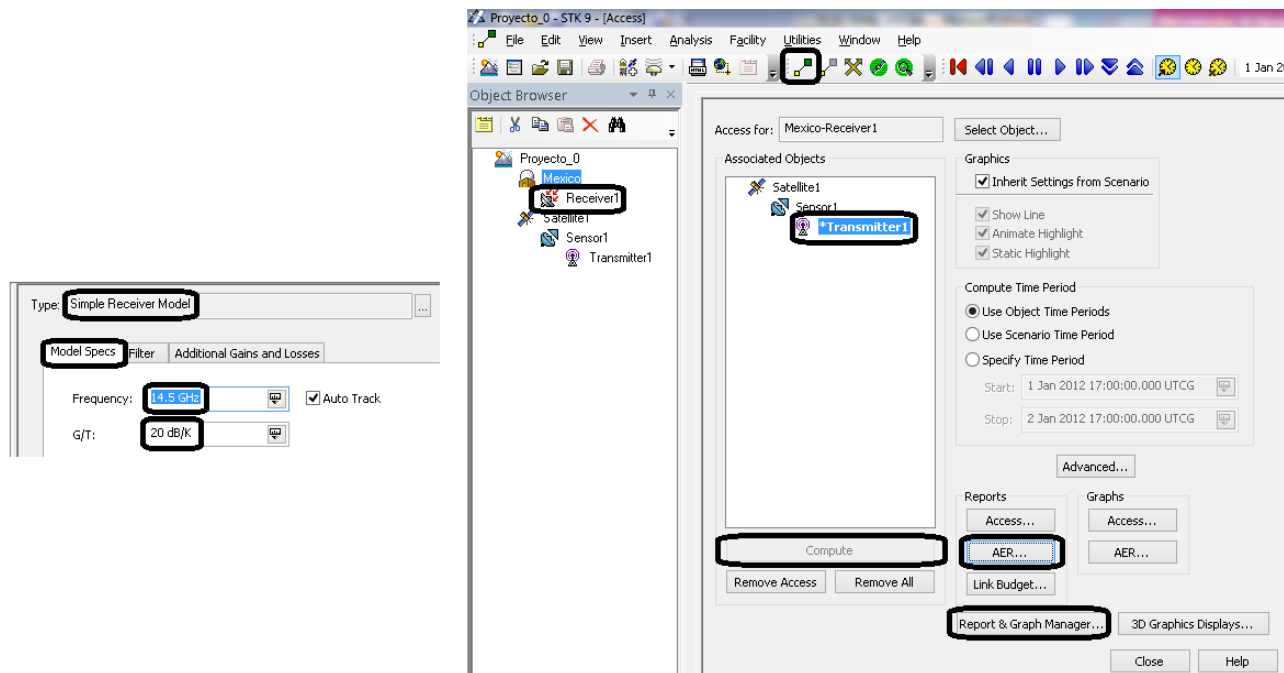 Type: Simple Receiver Model ...
Model Specs Filter Additional Gains and Losses
Frequency: 14.5 GHz Auto Track
G/T: 20 dB/K
Proyecto_0 - STK 9 - [Access]
File Edit View Insert Analysis Facility Utilities Window Help
1 Jan 20
Object Browser
Proyecto_0
Mexico
Receiver1
Satellite1
Sensor1
Transmitter1
Access for: Mexico-Receiver1 Select Object...
Associated Objects
Satellite1
Sensor1
*Transmitter1
Compute
Remove Access Remove All
Graphics
Inherit Settings from Scenario
Show Line
Animate Highlight
Static Highlight
Compute Time Period
Use Object Time Periods
Use Scenario Time Period
Specify Time Period
Start: 1 Jan 2012 17:00:00.000 UTCG
Stop: 2 Jan 2012 17:00:00.000 UTCG
Advanced...
Reports Graphs
Access... Access...
AER... AER...
Link Budget...
Report & Graph Manager... 3D Graphics Displays...
Close Help